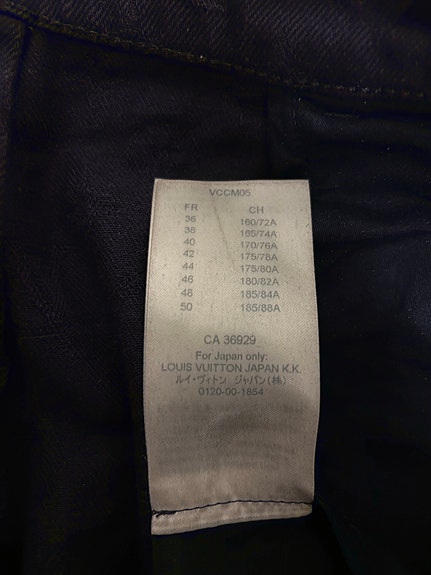 VCCM05
FR CH
36 160/72A
38 165/74A
40 170/76A
42 175/78A
44 175/80A
46 180/82A
48 185/84A
50 185/88A
CA 36929
For Japan only:
LOUIS VUITTON JAPAN K.K.
ルイ・ヴィトン ジャパン(株)
0120-00-1854